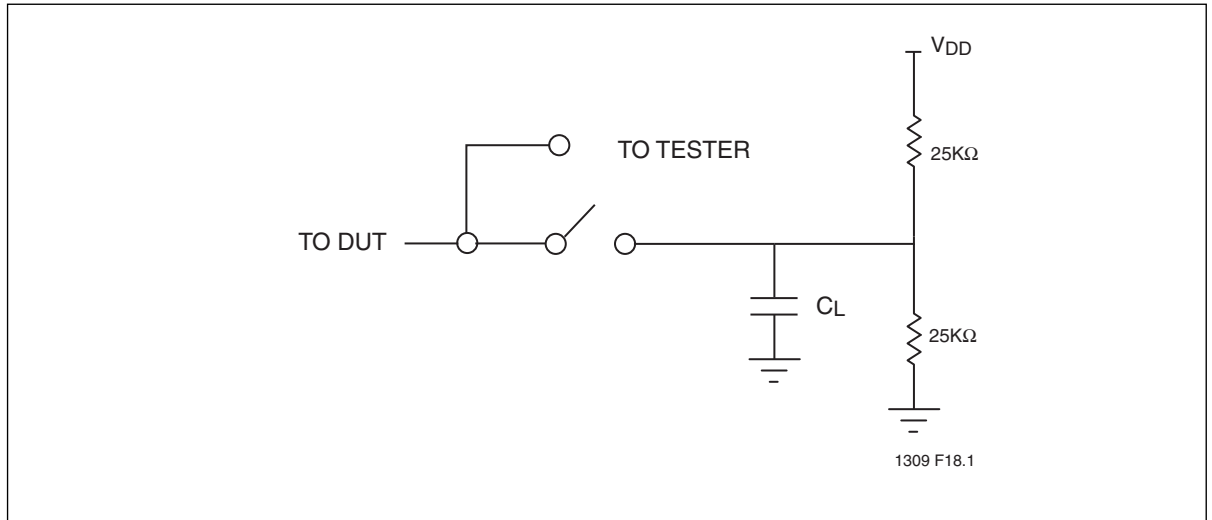 VDD
25KΩ
TO TESTER
TO DUT
CL
25KΩ
1309 F18.1